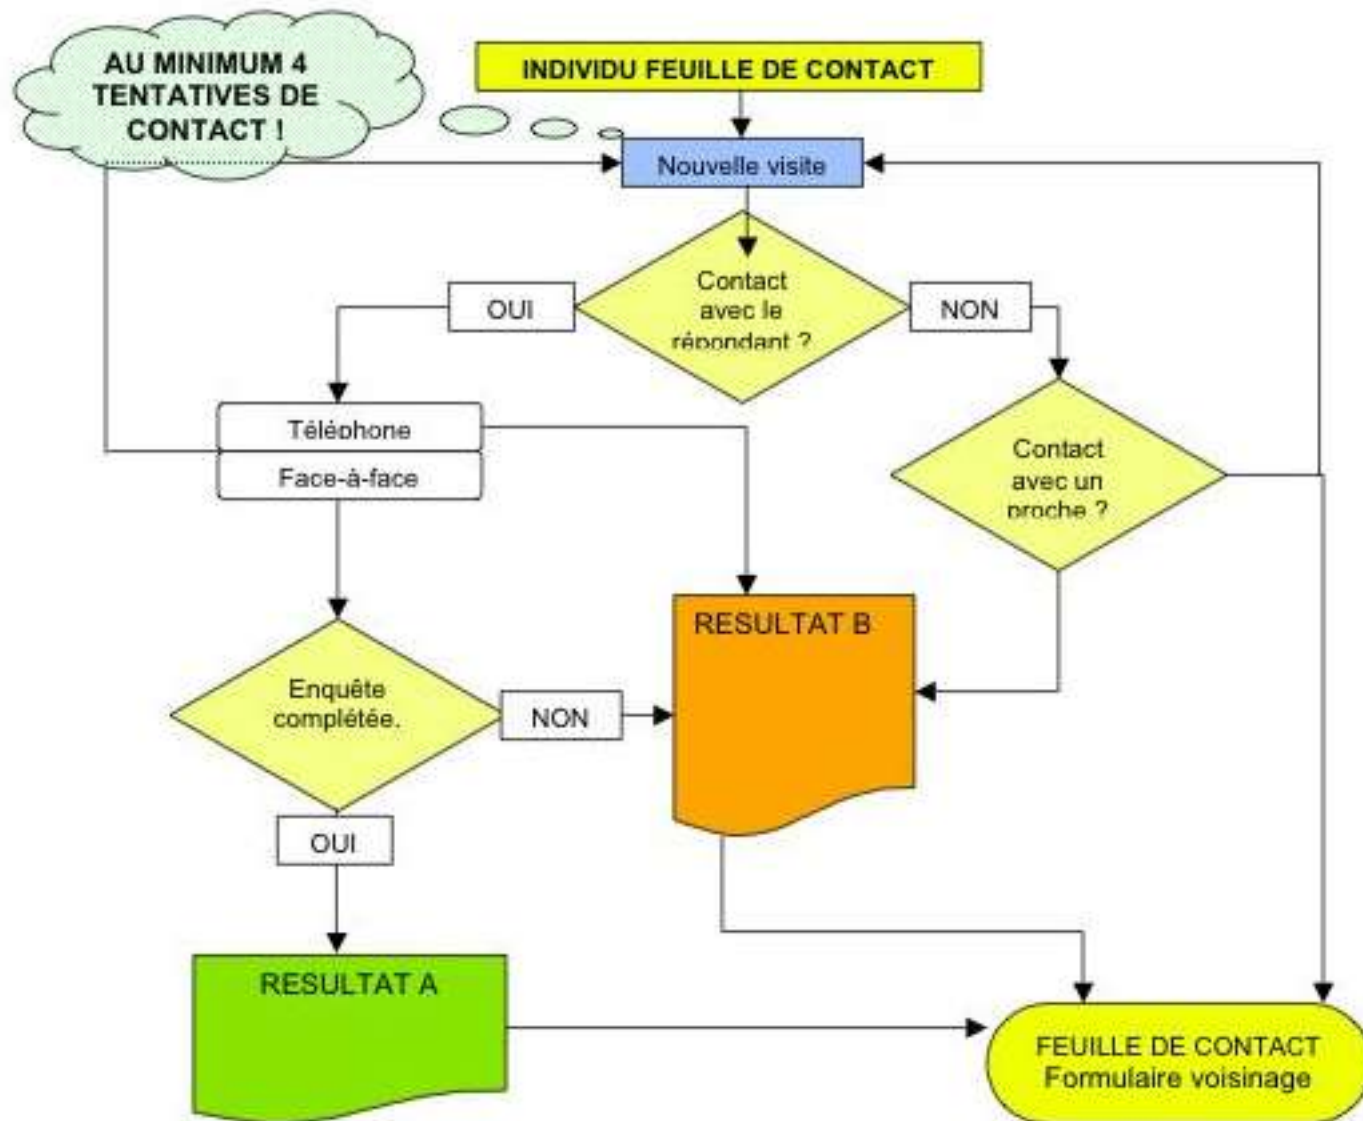 AU MINIMUM 4
TENTATIVES DE
CONTACT !
INDIVIDU FEUILLE DE CONTACT
Nouvelle visite
Contact
avec le
répondant ?
OUI
NON
Téléphone
Face-à-face
Contact
avec un
proche ?
RESULTAT B
Enquête
complétée.
NON
OUI
RESULTAT A
FEUILLE DE CONTACT
Formulaire voisinage